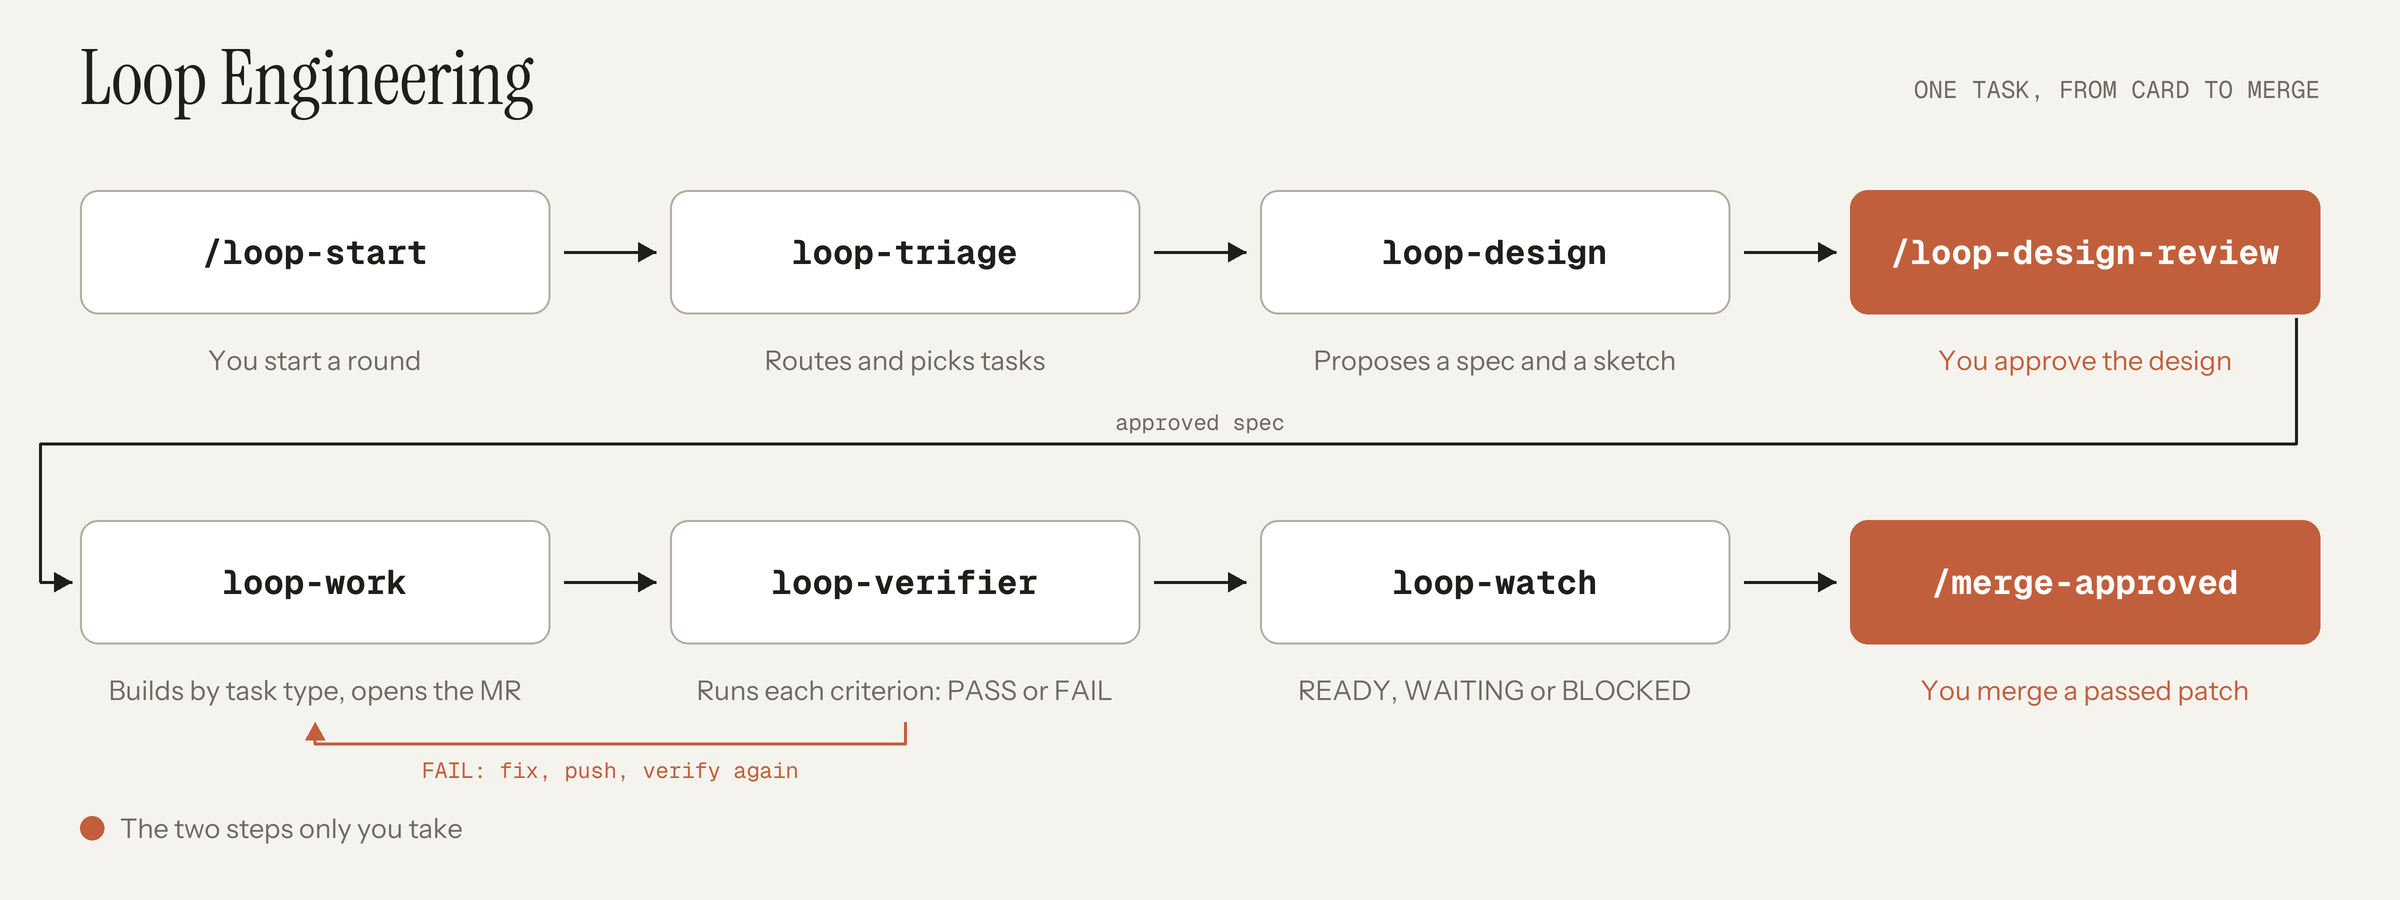 Loop Engineering
ONE TASK, FROM CARD TO MERGE
/loop-start
loop-triage
loop-design
/loop-design-review
You start a round
Routes and picks tasks
Proposes a spec and a sketch
You approve the design
approved spec
loop-work
loop-verifier
loop-watch
/merge-approved
Builds by task type, opens the MR
Runs each criterion: PASS or FAIL
READY, WAITING or BLOCKED
You merge a passed patch
FAIL: fix, push, verify again
The two steps only you take